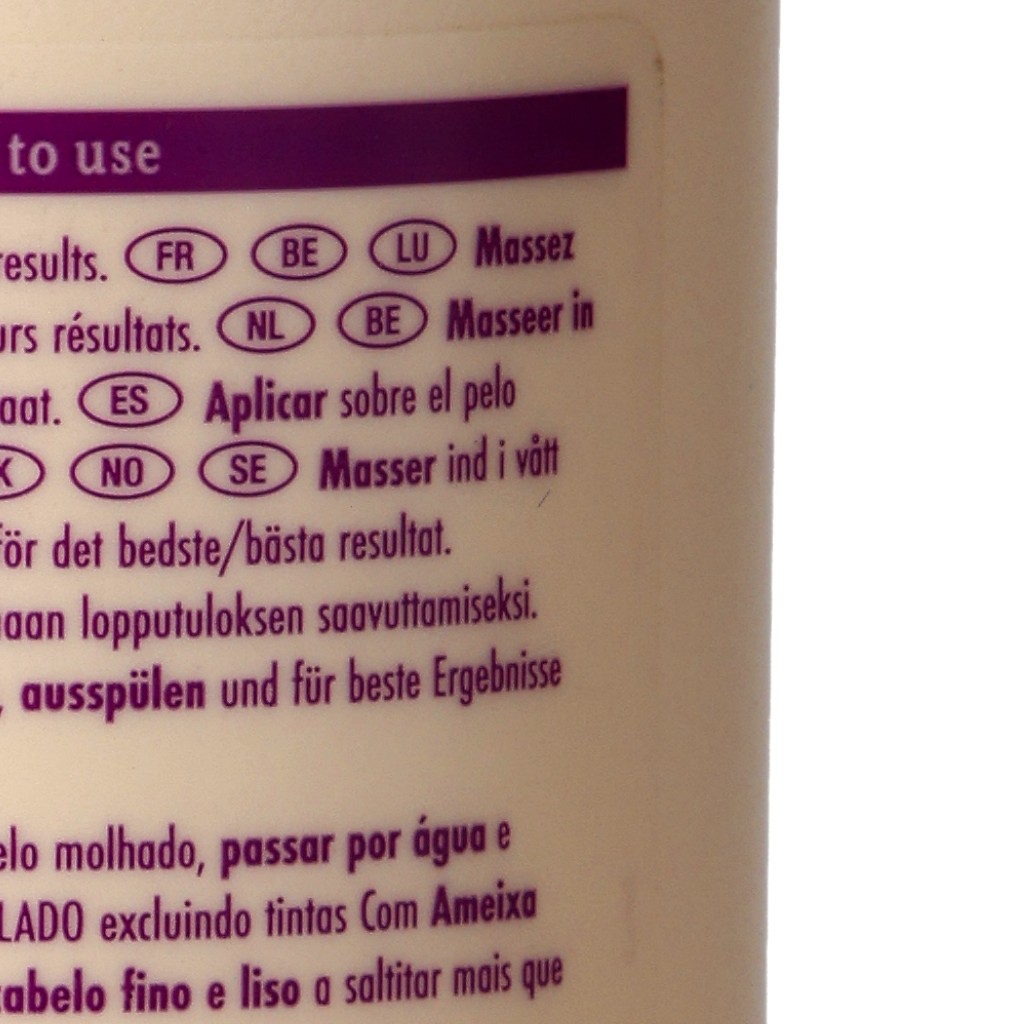 to use
results. FR BE LU Massez
urs résultats. NL BE Masseer in
aat. ES Aplicar sobre el pelo
K NO SE Masser ind i vått
för det bedste/bästa resultat.
aan lopputuloksen saavuttamiseksi.
, ausspülen und für beste Ergebnisse
elo molhado, passar por água e
LADO excluindo tintas Com Ameixa
cabelo fino e liso a saltitar mais que